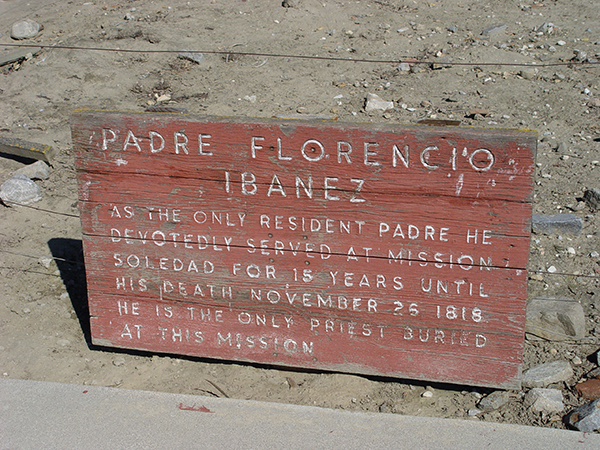 PADRE FLORENCIO
IBANEZ
AS THE ONLY RESIDENT PADRE HE
DEVOTEDLY SERVED AT MISSION
SOLEDAD FOR 15 YEARS UNTIL
HIS DEATH NOVEMBER 26 1818
HE IS THE ONLY PRIEST BURIED
AT THIS MISSION